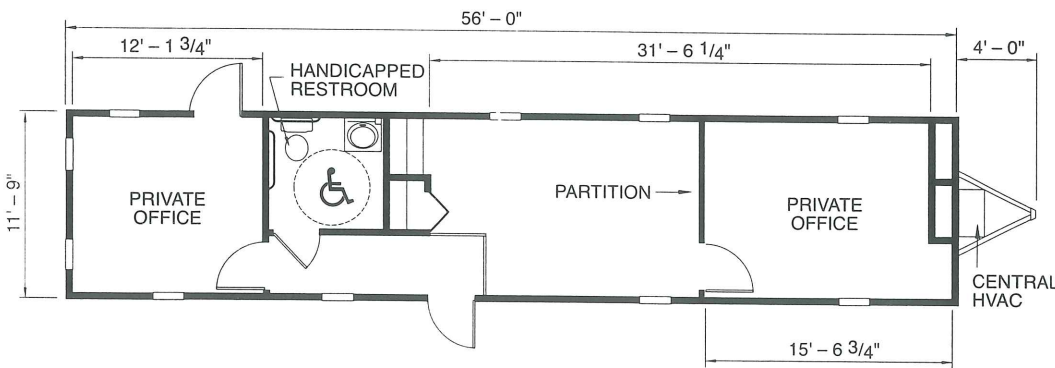 56' – 0"
12' – 1 3/4"
31' – 6 1/4"
4' – 0"
HANDICAPPED
RESTROOM
11' – 9"
PRIVATE
OFFICE
PARTITION
PRIVATE
OFFICE
CENTRAL
HVAC
15' – 6 3/4"